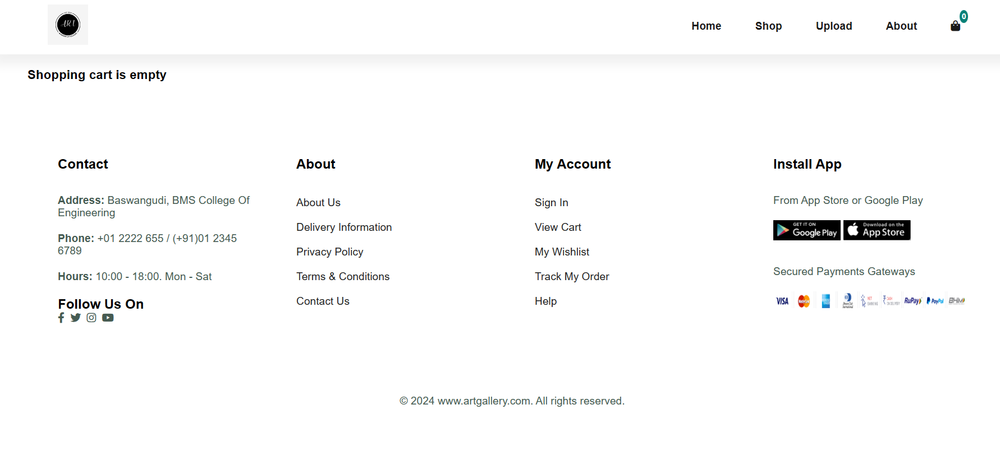 ART
Home Shop Upload About 0
Shopping cart is empty
Contact
Address: Baswangudi, BMS College Of
Engineering
Phone: +01 2222 655 / (+91)01 2345
6789
Hours: 10:00 - 18:00. Mon - Sat
Follow Us On
About
About Us
Delivery Information
Privacy Policy
Terms & Conditions
Contact Us
My Account
Sign In
View Cart
My Wishlist
Track My Order
Help
Install App
From App Store or Google Play
GET IT ON
Google Play
Download on the
App Store
Secured Payments Gateways
VISA MasterCard RuPay PayPal BHIM
© 2024 www.artgallery.com. All rights reserved.